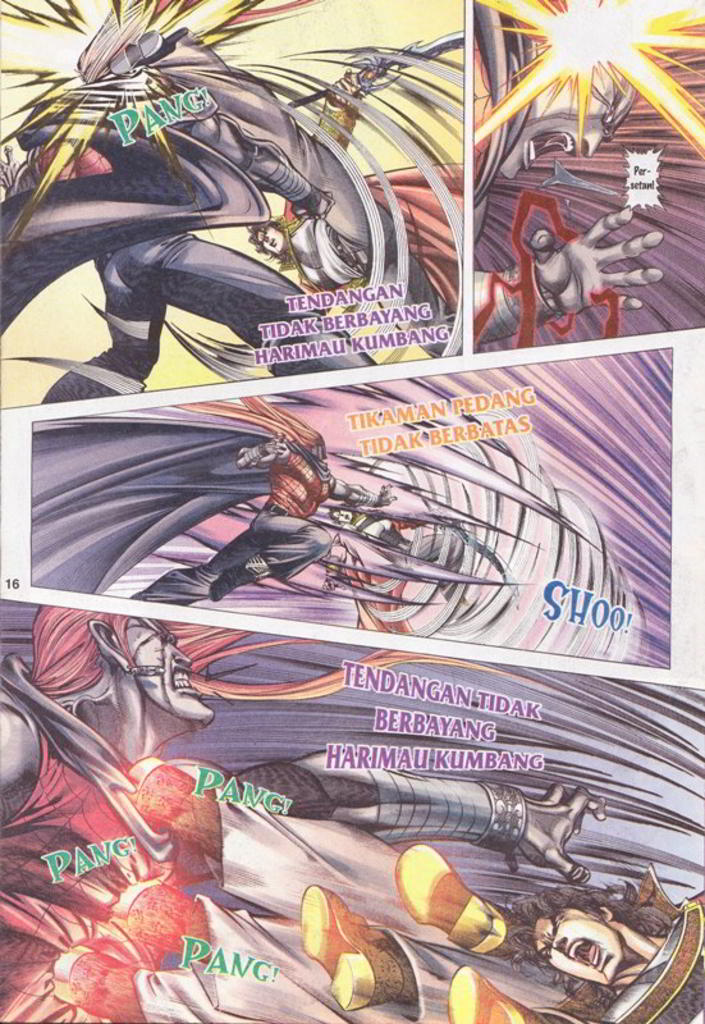 PANG!
Per-
setan!
TENDANGAN
TIDAK BERBAYANG
HARIMAU KUMBANG
TIKAMAN PEDANG
TIDAK BERBATAS
16
SHOO!
TENDANGAN TIDAK
BERBAYANG
HARIMAU KUMBANG
PANG!
PANG!
PANG!